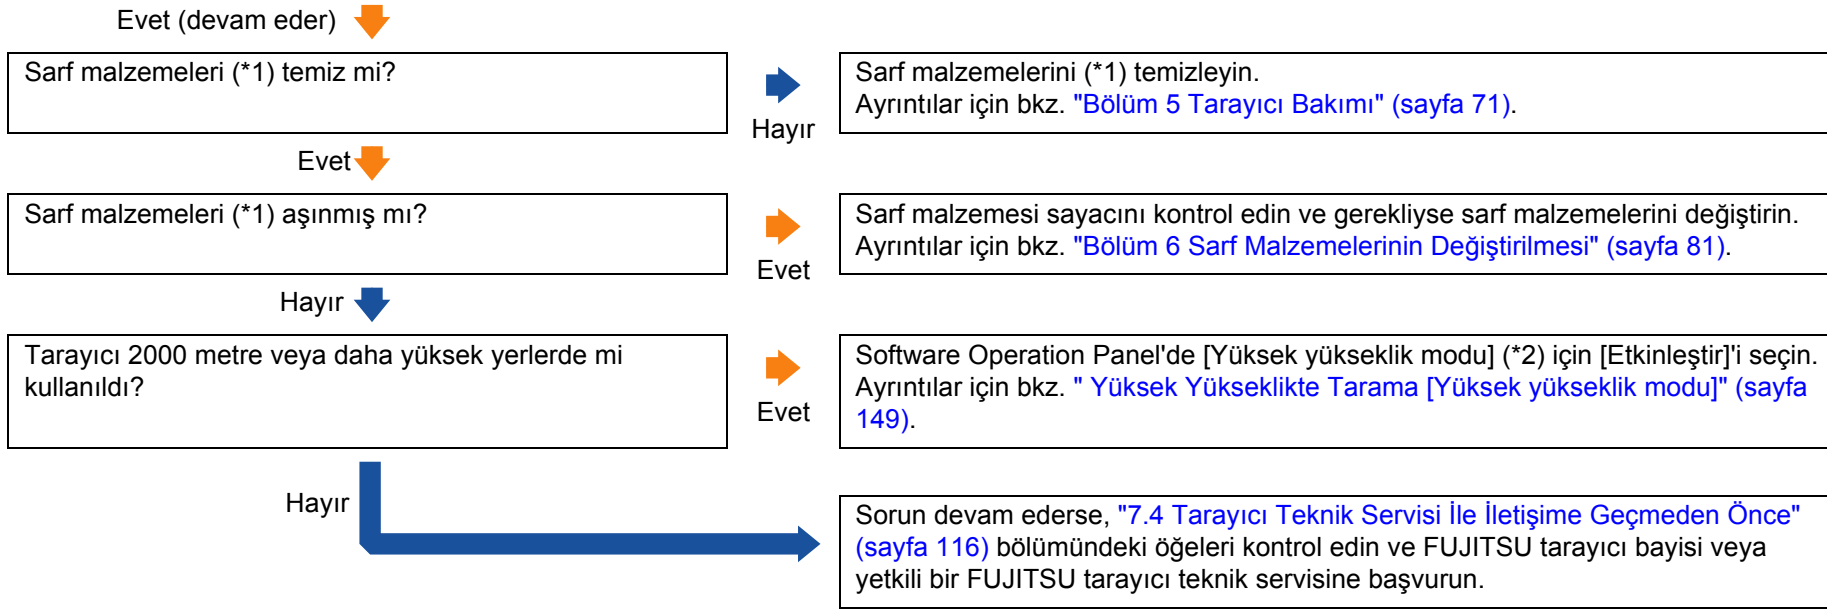 Evet (devam eder)
Sarf malzemeleri (*1) temiz mi?
Hayır
Sarf malzemelerini (*1) temizleyin.
Ayrıntılar için bkz. "Bölüm 5 Tarayıcı Bakımı" (sayfa 71).
Evet
Sarf malzemeleri (*1) aşınmış mı?
Evet
Sarf malzemesi sayacını kontrol edin ve gerekliyse sarf malzemelerini değiştirin.
Ayrıntılar için bkz. "Bölüm 6 Sarf Malzemelerinin Değiştirilmesi" (sayfa 81).
Hayır
Tarayıcı 2000 metre veya daha yüksek yerlerde mi
kullanıldı?
Evet
Software Operation Panel'de [Yüksek yükseklik modu] (*2) için [Etkinleştir]'i seçin.
Ayrıntılar için bkz. " Yüksek Yükseklikte Tarama [Yüksek yükseklik modu]" (sayfa
149).
Hayır
Sorun devam ederse, "7.4 Tarayıcı Teknik Servisi İle İletişime Geçmeden Önce"
(sayfa 116) bölümündeki öğeleri kontrol edin ve FUJITSU tarayıcı bayisi veya
yetkili bir FUJITSU tarayıcı teknik servisine başvurun.